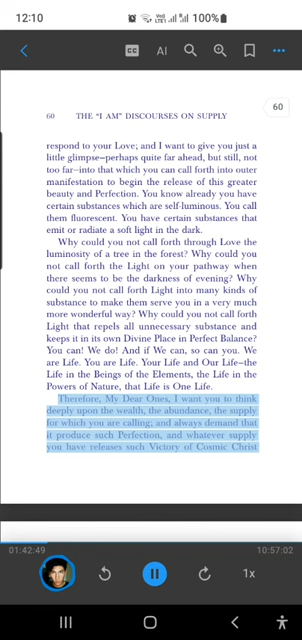 12:10
100%
CC
AI
60
60 THE “I AM” DISCOURSES ON SUPPLY
respond to your Love; and I want to give you just a
little glimpse—perhaps quite far ahead, but still, not
too far—into that which you can call forth into outer
manifestation to begin the release of this greater
beauty and Perfection. You know already you have
certain substances which are self-luminous. You call
them fluorescent. You have certain substances that
emit or radiate a soft light in the dark.
Why could you not call forth through Love the
luminosity of a tree in the forest? Why could you
not call forth the Light on your pathway when
there seems to be the darkness of evening? Why
could you not call forth Light into many kinds of
substance to make them serve you in a very much
more wonderful way? Why could you not call forth
Light that repels all unnecessary substance and
keeps it in its own Divine Place in Perfect Balance?
You can! We do! And if We can, so can you. We
are Life. You are Life. Your Life and Our Life—the
Life in the Beings of the Elements, the Life in the
Powers of Nature, that Life is One Life.
Therefore, My Dear Ones, I want you to think
deeply upon the wealth, the abundance, the supply
for which you are calling; and always demand that
it produce such Perfection, and whatever supply
you have releases such Victory of Cosmic Christ
01:42:49
10:57:02
1x